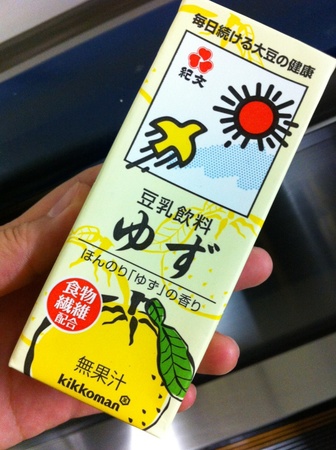 毎日続ける大豆の健康
紀文
豆乳飲料
ゆず
ほんのり「ゆず」の香り
食物
繊維
配合
無果汁
kikkoman